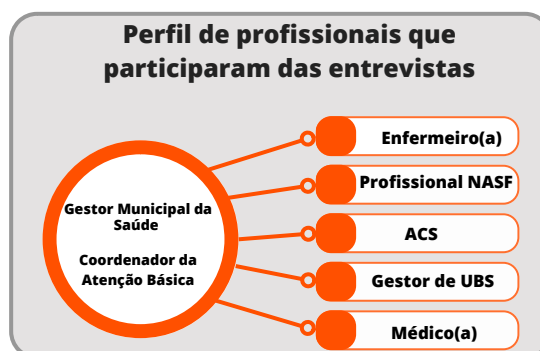 Perfil de profissionais que
participaram das entrevistas
Gestor Municipal da
Saúde
Coordenador da
Atenção Básica
Enfermeiro(a)
Profissional NASF
ACS
Gestor de UBS
Médico(a)